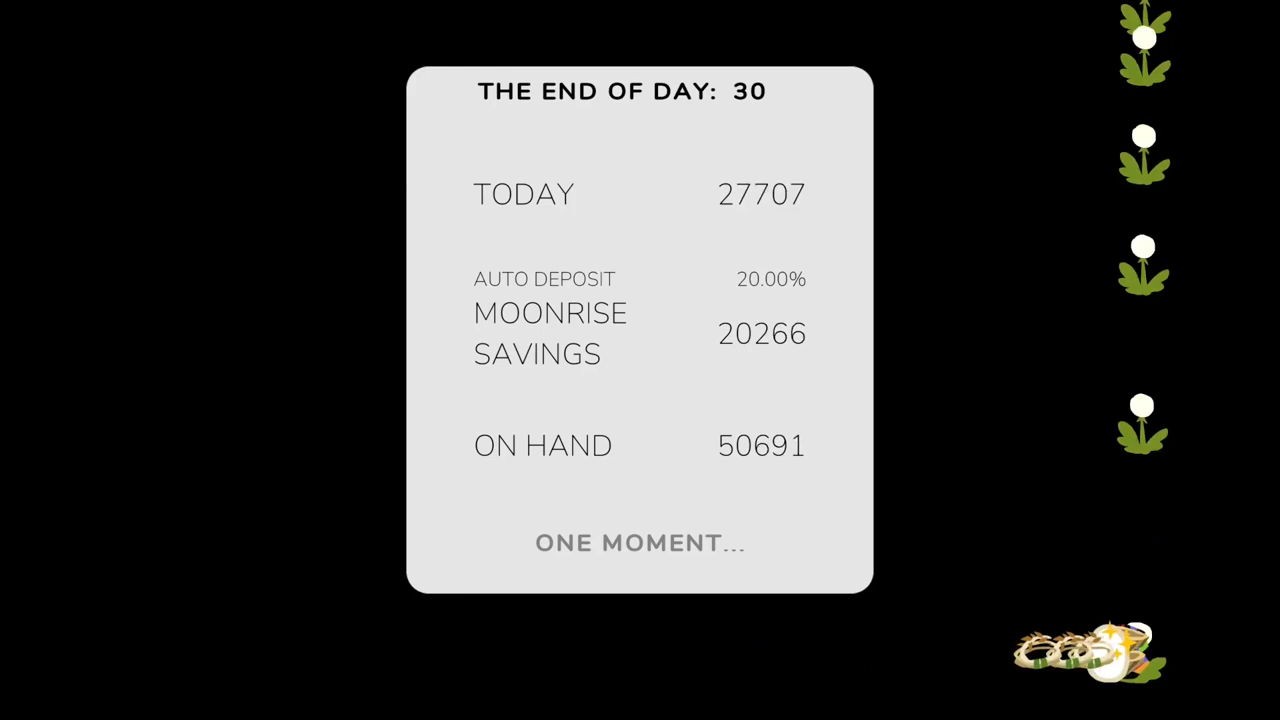 THE END OF DAY: 30
TODAY 27707
AUTO DEPOSIT 20.00%
MOONRISE
SAVINGS 20266
ON HAND 50691
ONE MOMENT...